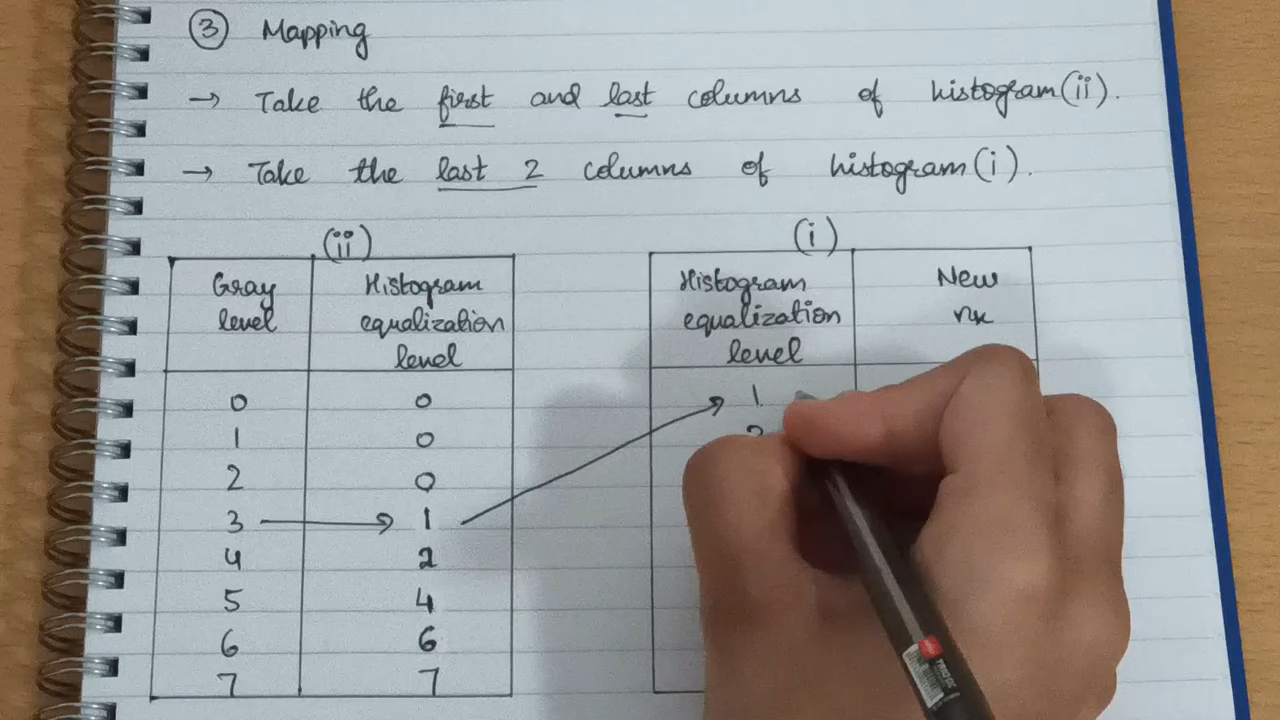 ③ Mapping
→ Take the first and last columns of histogram(ii).
→ Take the last 2 columns of histogram(i).
(ii)
Gray level
Histogram equalization level
0 0
1 0
2 0
3 → 1
4 2
5 4
6 6
7 7
(i)
Histogram equalization level
New nk
1
2